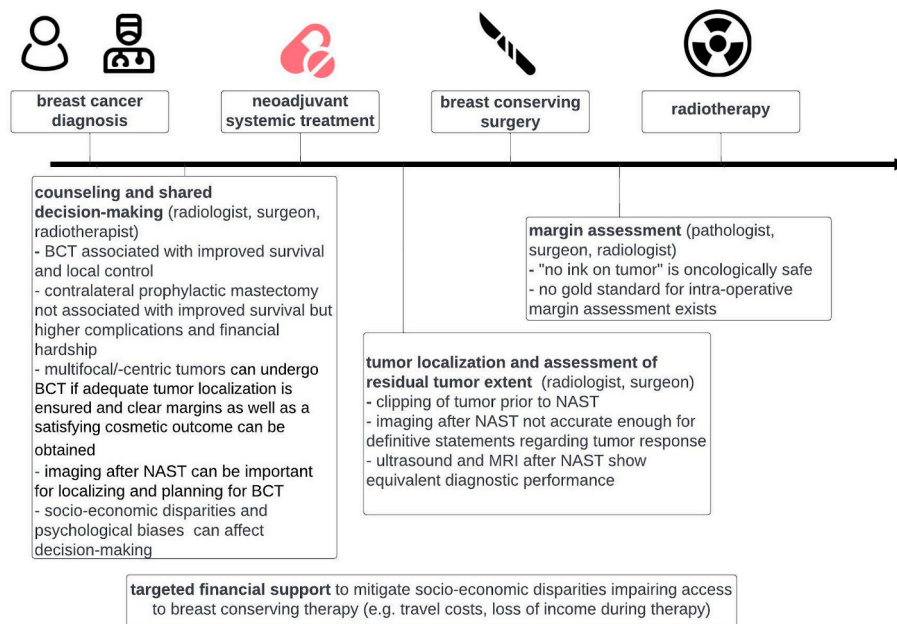 breast cancer
diagnosis
neoadjuvant
systemic treatment
breast conserving
surgery
radiotherapy
counseling and shared
decision-making (radiologist, surgeon,
radiotherapist)
- BCT associated with improved survival
and local control
- contralateral prophylactic mastectomy
not associated with improved survival but
higher complications and financial
hardship
- multifocal/-centric tumors can undergo
BCT if adequate tumor localization is
ensured and clear margins as well as a
satisfying cosmetic outcome can be
obtained
- imaging after NAST can be important
for localizing and planning for BCT
- socio-economic disparities and
psychological biases can affect
decision-making
tumor localization and assessment of
residual tumor extent (radiologist, surgeon)
- clipping of tumor prior to NAST
- imaging after NAST not accurate enough for
definitive statements regarding tumor response
- ultrasound and MRI after NAST show
equivalent diagnostic performance
margin assessment (pathologist,
surgeon, radiologist)
- "no ink on tumor" is oncologically safe
- no gold standard for intra-operative
margin assessment exists
targeted financial support to mitigate socio-economic disparities impairing access
to breast conserving therapy (e.g. travel costs, loss of income during therapy)